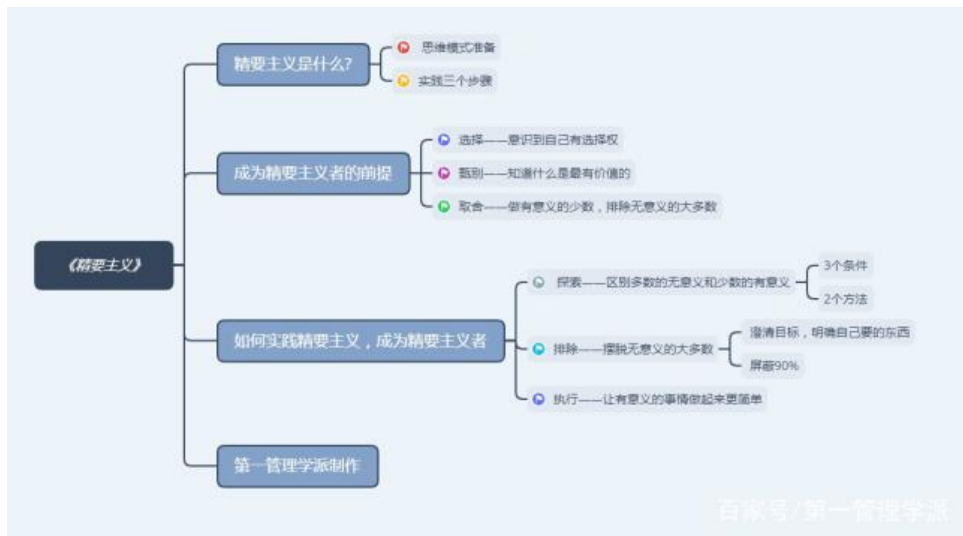 精要主义是什么？
思维模式准备
实践三个步骤
成为精要主义者的前提
选择——意识到自己有选择权
甄别——知道什么是最有价值的
取舍——做有意义的少数，排除无意义的大多数
《精要主义》
如何实践精要主义，成为精要主义者
探索——区别多数的无意义和少数的有意义
3个条件
2个方法
排除——摆脱无意义的大多数
澄清目标，明确自己要的东西
屏蔽90%
执行——让有意义的事情做起来更简单
第一管理学派制作
百家号/第一管理学派